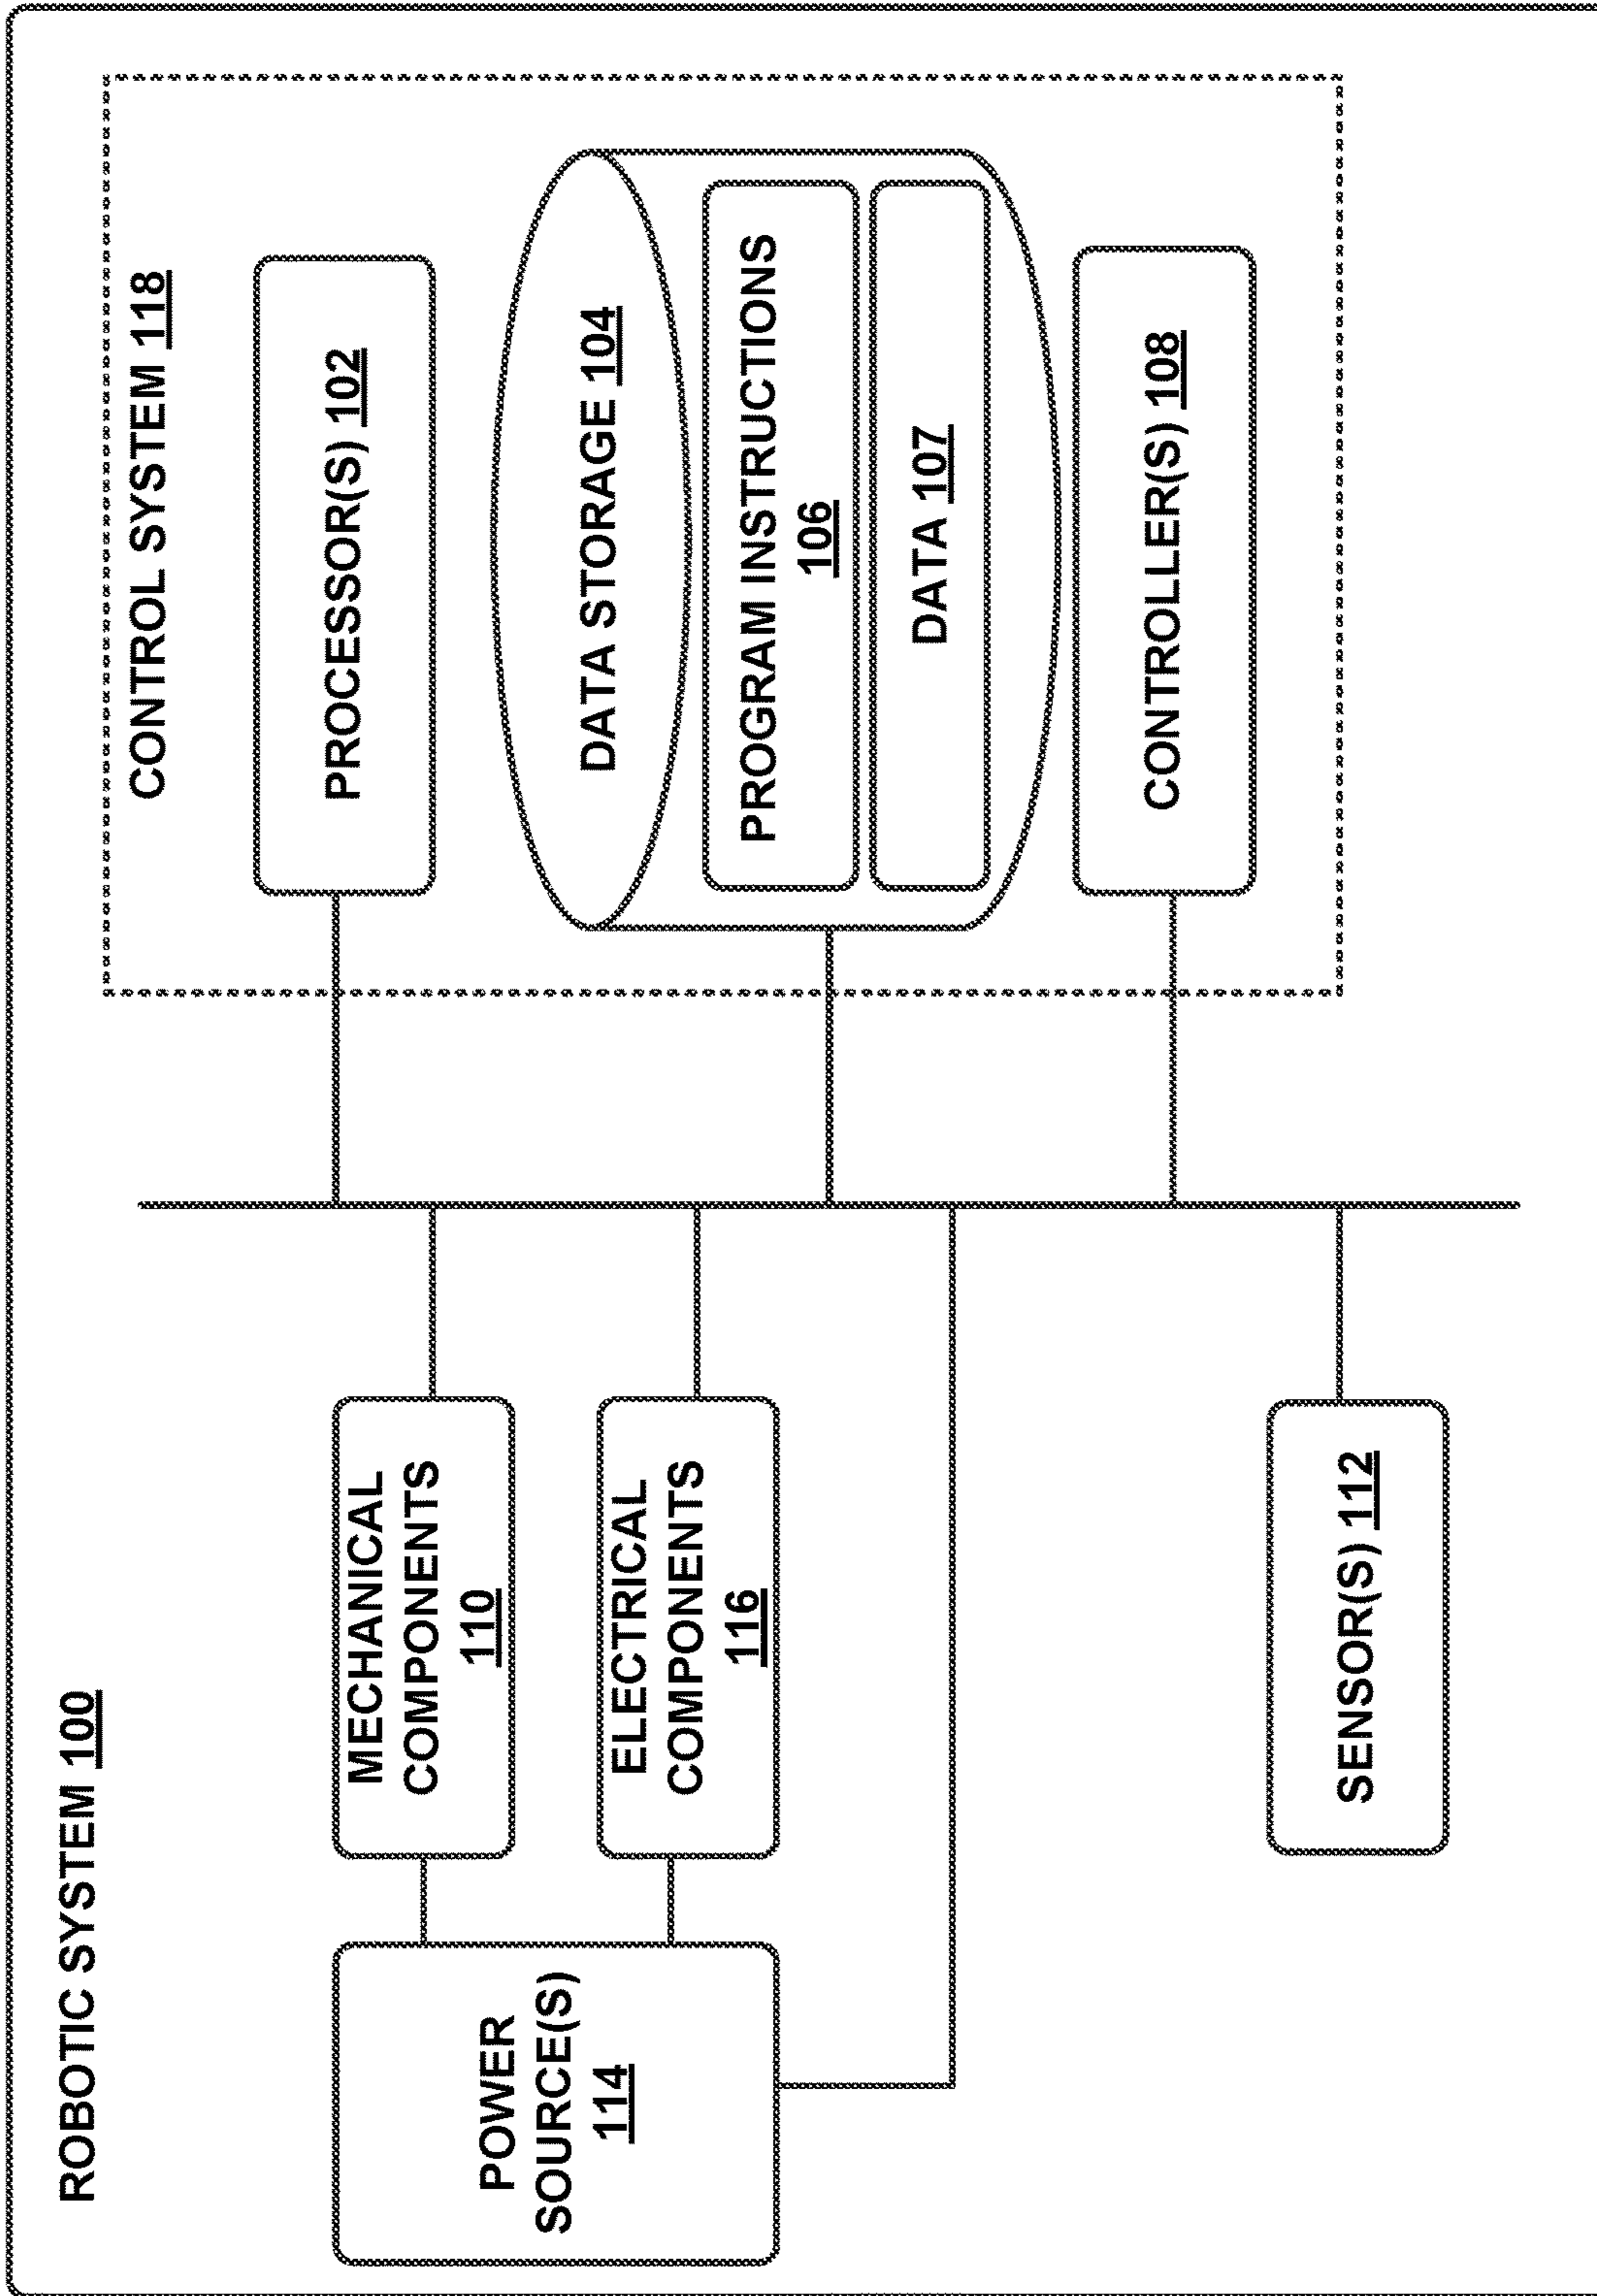 ROBOTIC SYSTEM 100
POWER
SOURCE(S)
114
MECHANICAL
COMPONENTS
110
ELECTRICAL
COMPONENTS
116
SENSOR(S) 112
CONTROL SYSTEM 118
PROCESSOR(S) 102
DATA STORAGE 104
PROGRAM INSTRUCTIONS
106
DATA 107
CONTROLLER(S) 108